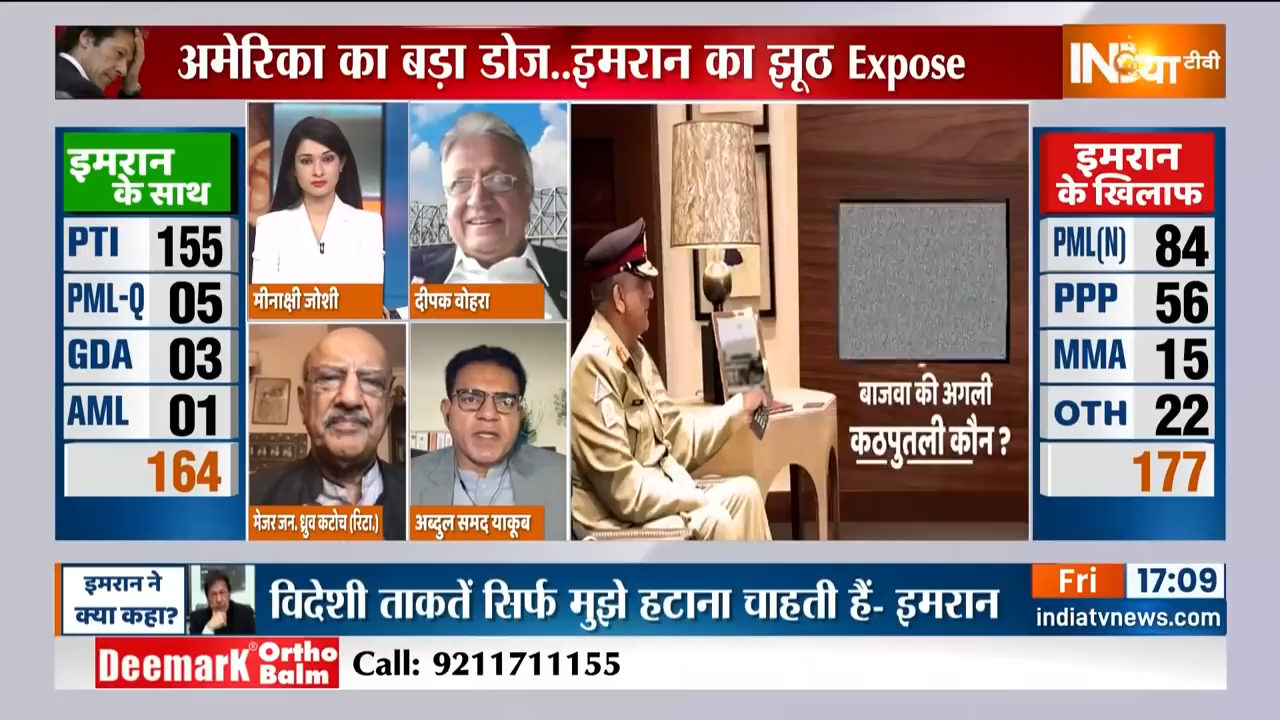 अमेरिका का बड़ा डोज..इमरान का झूठ Expose
INDIया टीवी
इमरान
के साथ
PTI 155
PML-Q 05
GDA 03
AML 01
164
मीनाक्षी जोशी
दीपक वोहरा
मेजर जन. ध्रुव कटोच (रिटा.)
अब्दुल समद याकूब
बाजवा की अगली
कठपुतली कौन ?
इमरान
के खिलाफ
PML(N) 84
PPP 56
MMA 15
OTH 22
177
इमरान ने
क्या कहा?
विदेशी ताकतें सिर्फ मुझे हटाना चाहती हैं- इमरान
Fri 17:09
indiatvnews.com
Deemark® Ortho
Balm
Call: 9211711155